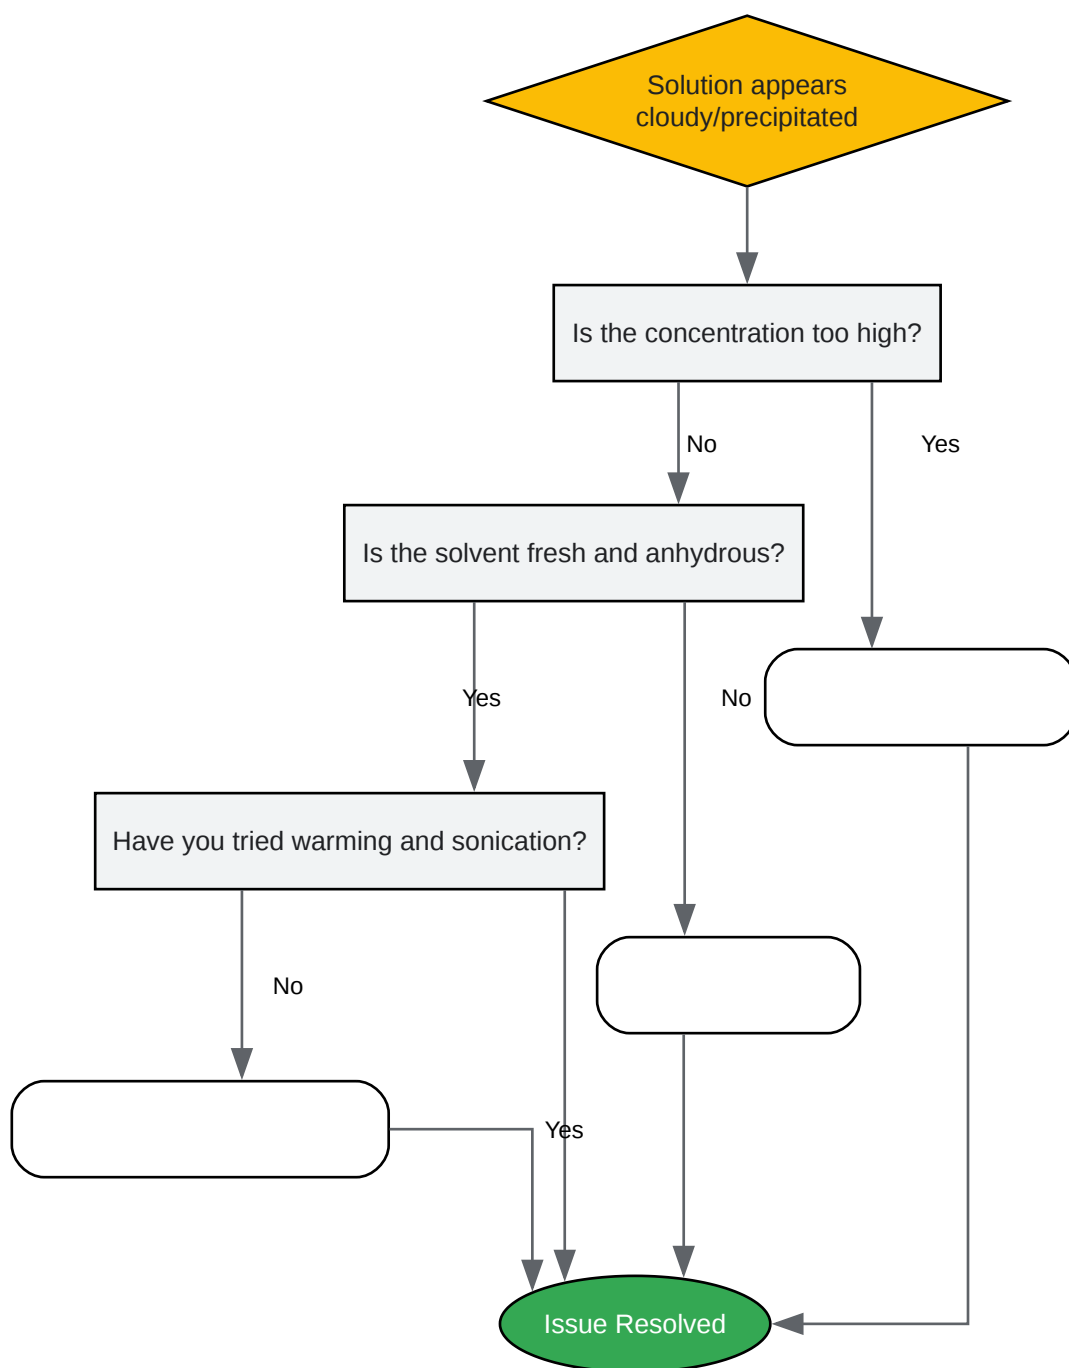 Solution appears
cloudy/precipitated
Is the concentration too high?
No
Yes
Is the solvent fresh and anhydrous?
Yes
No
Have you tried warming and sonication?
No
Yes
Issue Resolved